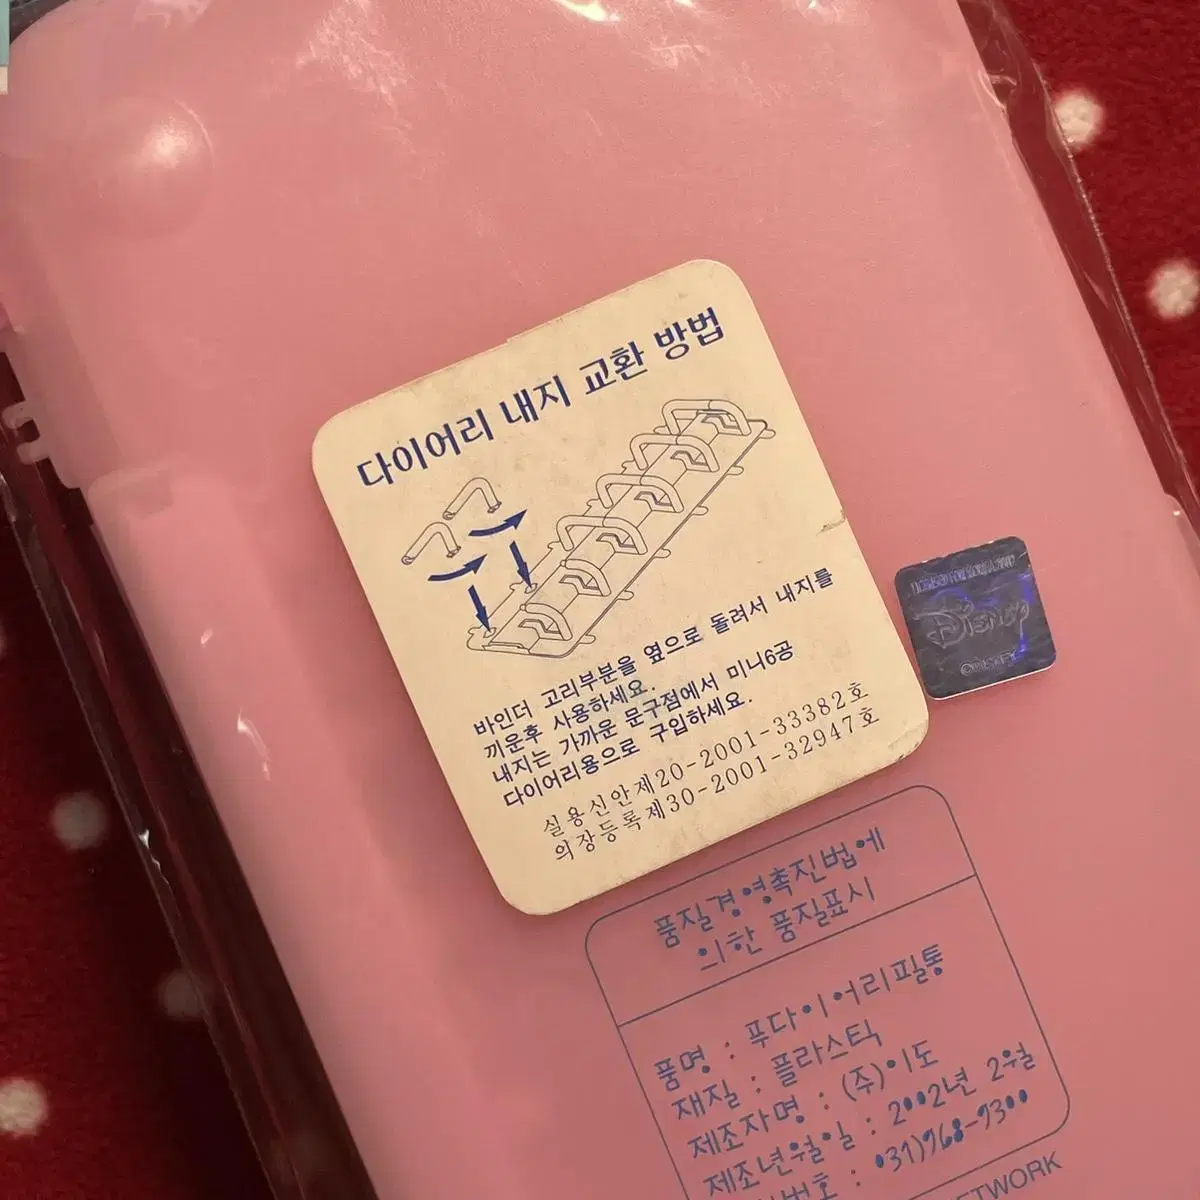 다이어리 내지 교환 방법
바인더 고리부분을 옆으로 돌려서 내지를
끼운후 사용하세요.
내지는 가까운 문구점에서 미니6공
다이어리용으로 구입하세요.
실용신안제20-2001-33382호
의장등록제30-2001-32947호
Disney
©DISNEY
품질경영촉진법에
의한 품질표시
품명 : 푸다이어리필통
재질 : 플라스틱
제조자명 : (주)이도
제조년월일 : 2002년 2월
번호 : 031)968-7300
TWORK